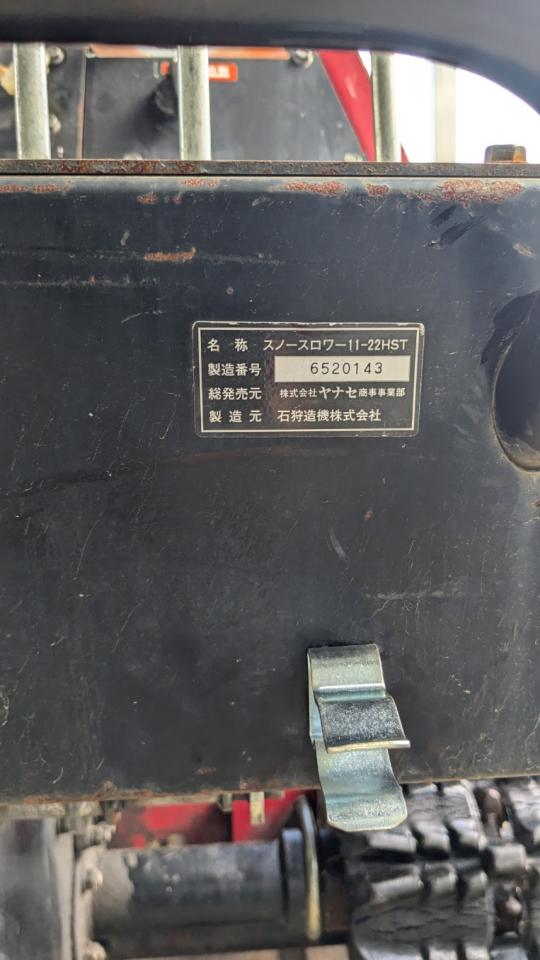 名称 スノースロワー11-22HST
製造番号 6520143
総発売元 株式会社ヤナセ商事事業部
製造元 石狩造機株式会社